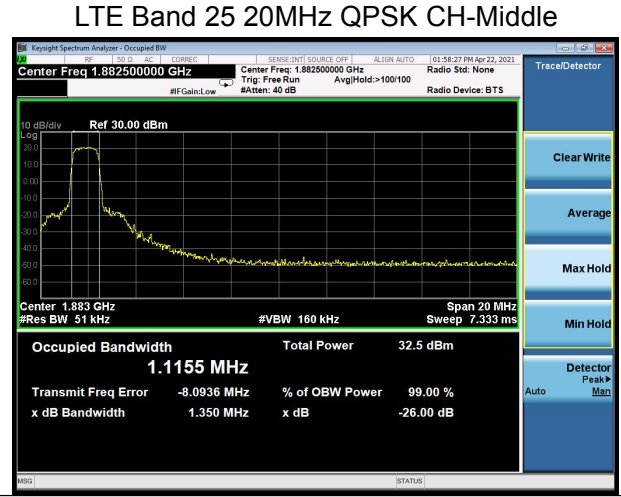 LTE Band 25 20MHz QPSK CH-Middle
Keysight Spectrum Analyzer - Occupied BW
RF 50 Ω AC CORREC SENSE:INT SOURCE OFF ALIGN AUTO 01:58:27 PM Apr 22, 2021
Center Freq 1.882500000 GHz
Center Freq: 1.882500000 GHz
Radio Std: None
Trig: Free Run Avg|Hold:>100/100
#IFGain:Low #Atten: 40 dB Radio Device: BTS
Trace/Detector
10 dB/div Ref 30.00 dBm
Log
20.0
10.0
0.00
-10.0
-20.0
-30.0
-40.0
-50.0
-60.0
Center 1.883 GHz Span 20 MHz
#Res BW 51 kHz #VBW 160 kHz Sweep 7.333 ms
Occupied Bandwidth Total Power 32.5 dBm
1.1155 MHz
Transmit Freq Error -8.0936 MHz % of OBW Power 99.00 %
x dB Bandwidth 1.350 MHz x dB -26.00 dB
Clear Write
Average
Max Hold
Min Hold
Detector
Peak▶
Auto Man
MSG STATUS